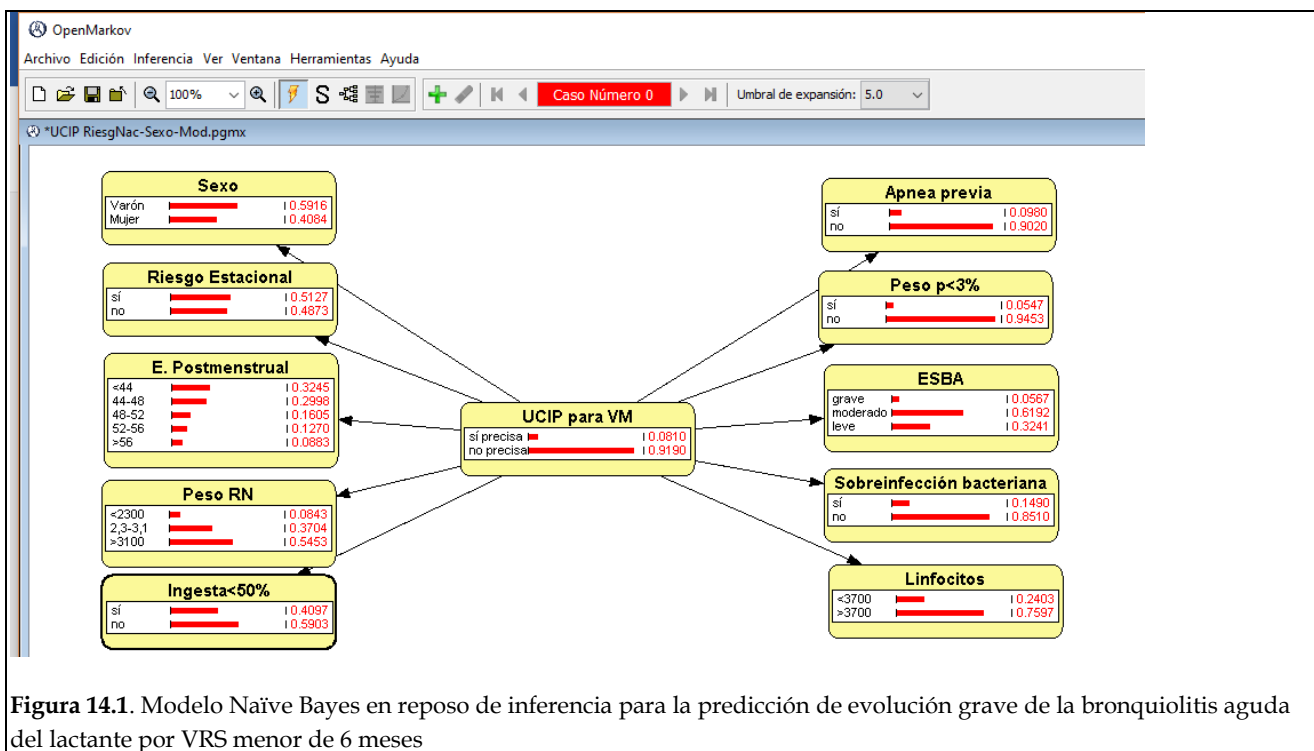 OpenMarkov
Archivo Edición Inferencia Ver Ventana Herramientas Ayuda
100% S Caso Número 0 Umbral de expansión: 5.0
*UCIP RiesgNac-Sexo-Mod.pgmx
Sexo
Varón 0.5916
Mujer 0.4084
Riesgo Estacional
sí 0.5127
no 0.4873
E. Postmenstrual
<44 0.3245
44-48 0.2998
48-52 0.1605
52-56 0.1270
>56 0.0883
Peso RN
<2300 0.0843
2,3-3,1 0.3704
>3100 0.5453
Ingesta<50%
sí 0.4097
no 0.5903
UCIP para VM
sí precisa 0.0810
no precisa 0.9190
Apnea previa
sí 0.0980
no 0.9020
Peso p<3%
sí 0.0547
no 0.9453
ESBA
grave 0.0567
moderado 0.6192
leve 0.3241
Sobreinfección bacteriana
sí 0.1490
no 0.8510
Linfocitos
<3700 0.2403
>3700 0.7597
Figura 14.1. Modelo Naïve Bayes en reposo de inferencia para la predicción de evolución grave de la bronquiolitis aguda
del lactante por VRS menor de 6 meses